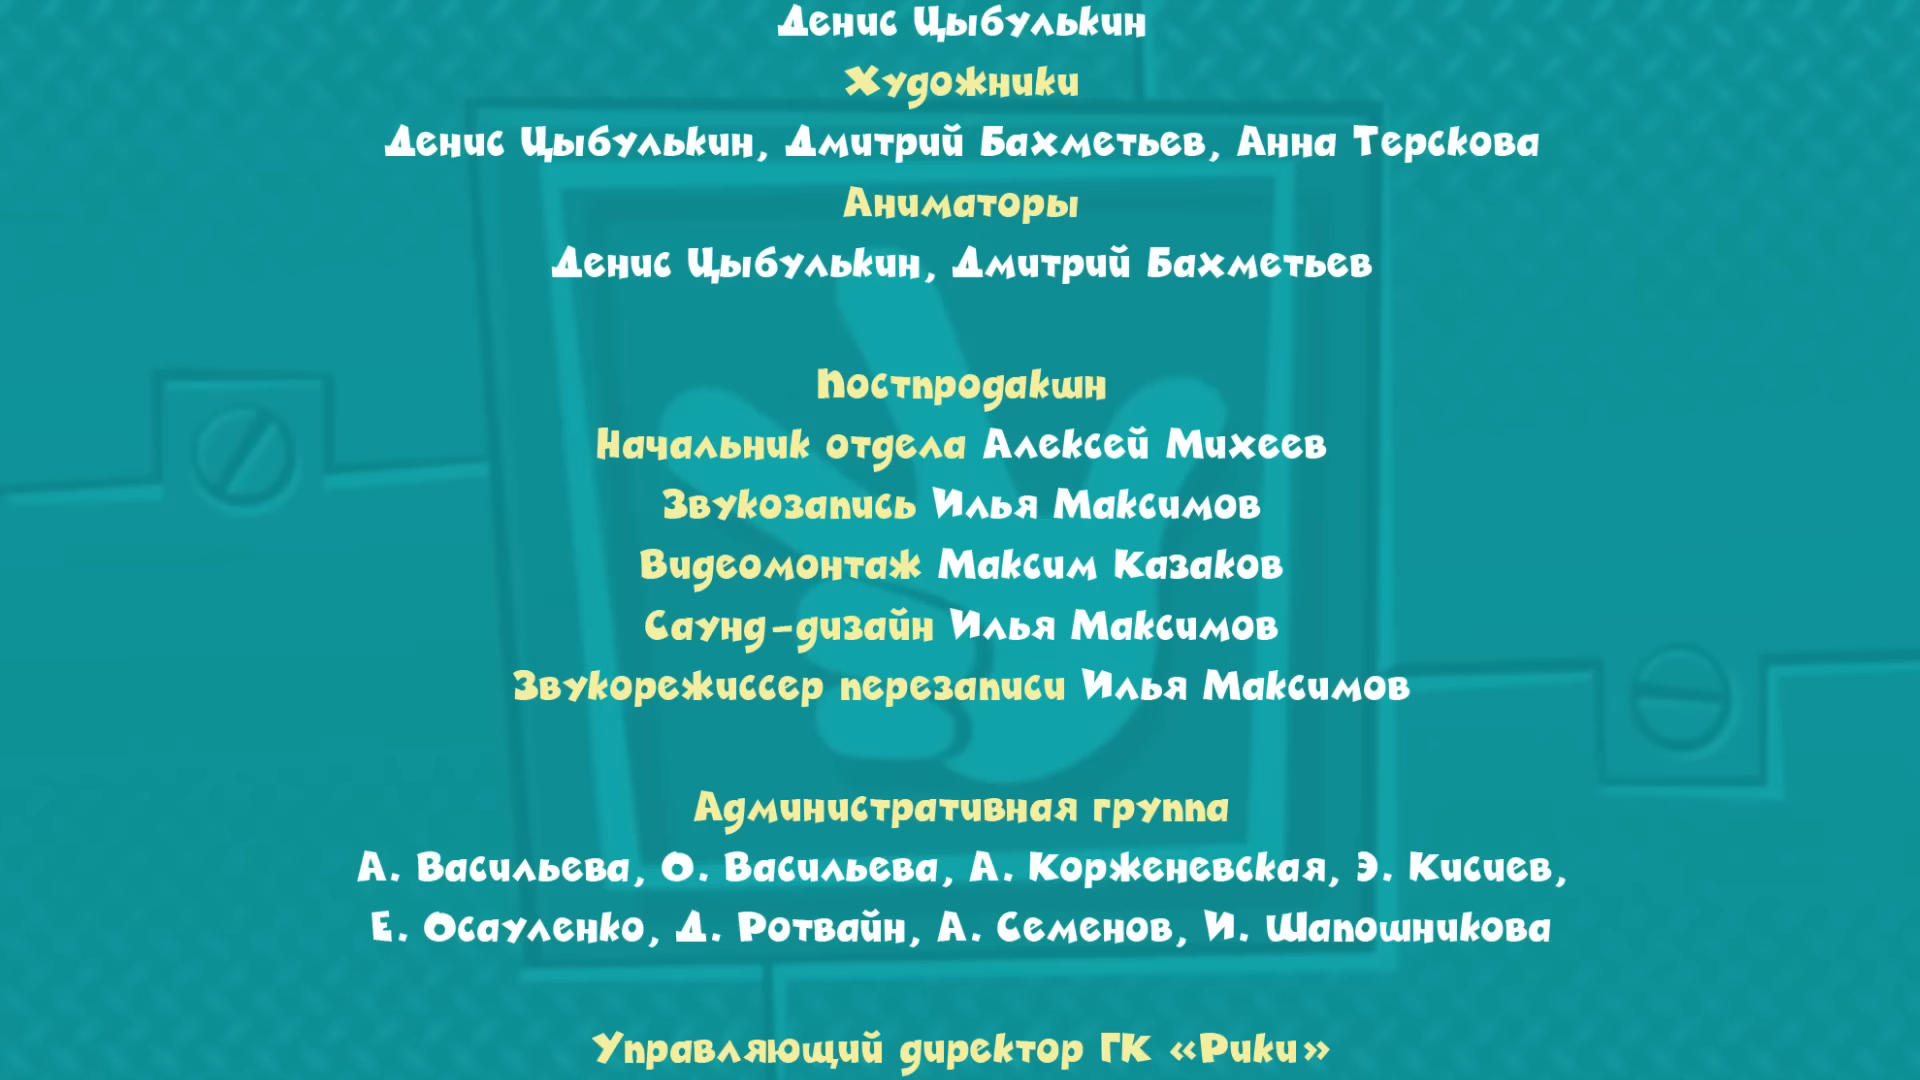 Денис Цыбулькин
Художники
Денис Цыбулькин, Дмитрий Бахметьев, Анна Терскова
Аниматоры
Денис Цыбулькин, Дмитрий Бахметьев
Постпродакшн
Начальник отдела Алексей Михеев
Звукозапись Илья Максимов
Видеомонтаж Максим Казаков
Саунд-дизайн Илья Максимов
Звукорежиссер перезаписи Илья Максимов
Административная группа
А. Васильева, О. Васильева, А. Корженевская, Э. Кисиев,
Е. Осауленко, Д. Ротвайн, А. Семенов, И. Шапошникова
Управляющий директор ГК «Рики»